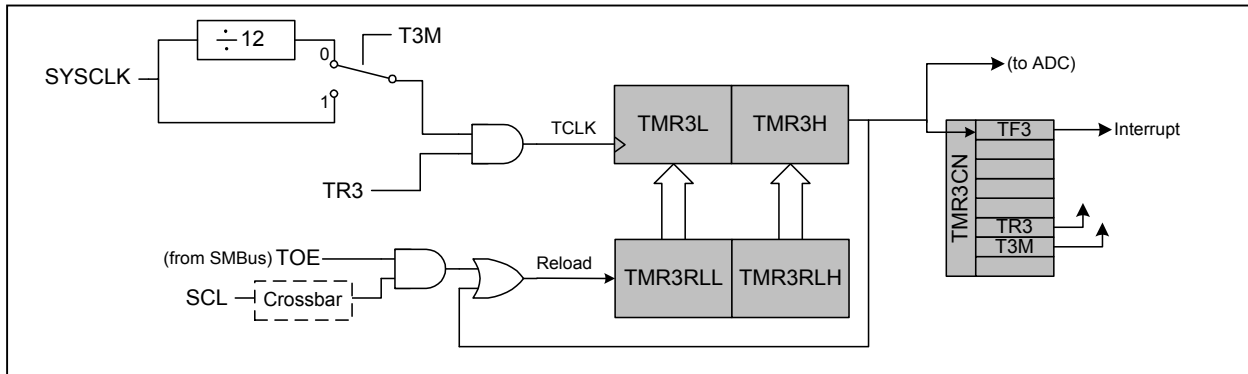 ÷ 12
T3M
0
SYSCLK
1
TCLK
TMR3L
TMR3H
(to ADC)
TF3
Interrupt
TR3
TMR3CN
TR3
T3M
(from SMBus) TOE
Reload
TMR3RLL
TMR3RLH
SCL
Crossbar